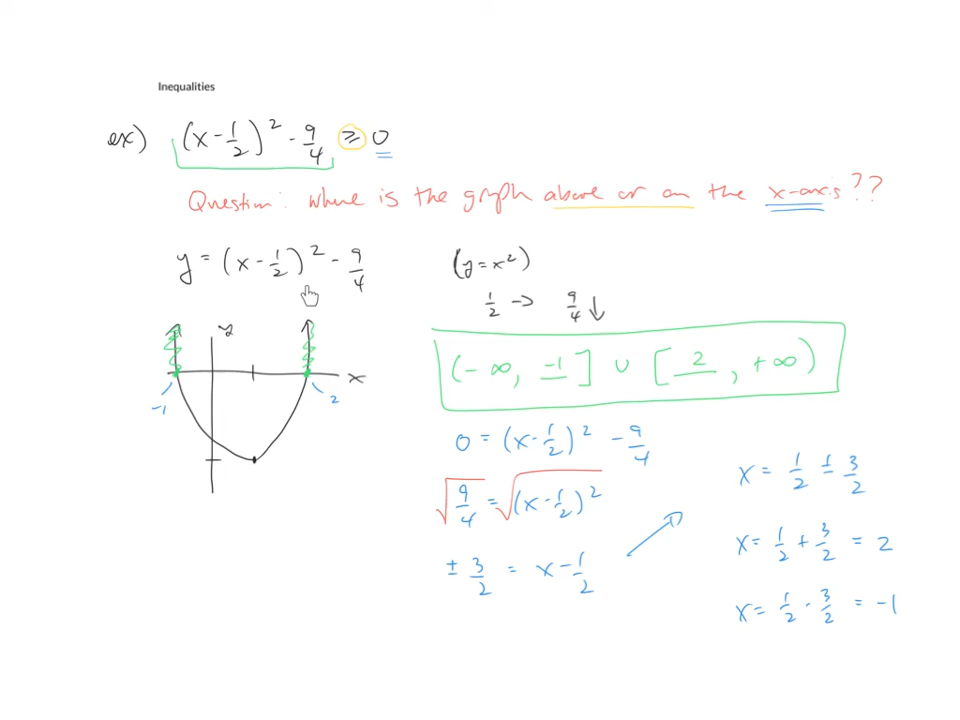 Inequalities
ex) (x-1/2)² - 9/4 ≥ 0
Question: where is the graph above or on the x-axis??
y = (x-1/2)² - 9/4
(y=x²)
1/2 → 9/4 ↓
y
x
-1
2
(-∞, -1] ∪ [2, +∞)
0 = (x-1/2)² - 9/4
√(9/4) = √((x-1/2)²)
± 3/2 = x - 1/2
x = 1/2 ± 3/2
x = 1/2 + 3/2 = 2
x = 1/2 - 3/2 = -1